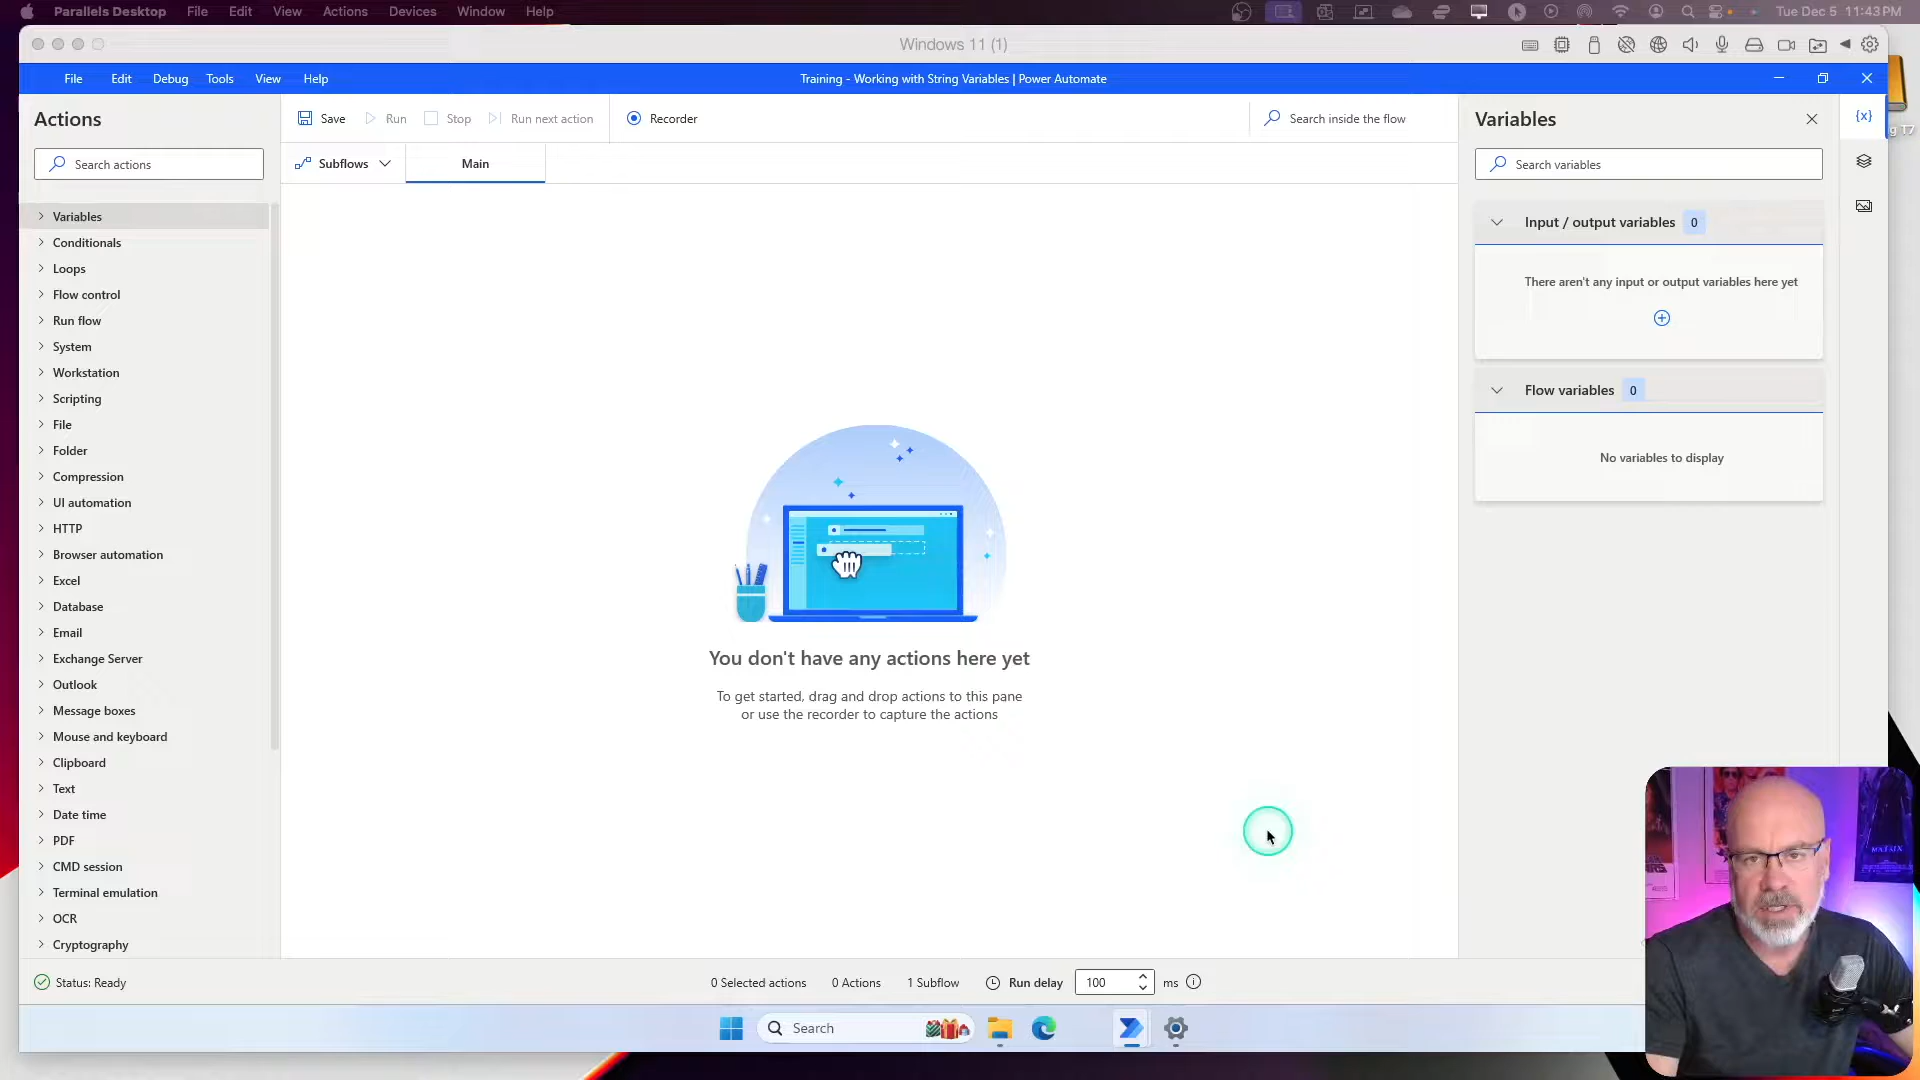 Parallels Desktop File Edit View Actions Devices Window Help
Tue Dec 5 11:43 PM
Windows 11 (1)
File Edit Debug Tools View Help
Training - Working with String Variables | Power Automate
Actions
Search actions
Variables
Conditionals
Loops
Flow control
Run flow
System
Workstation
Scripting
File
Folder
Compression
UI automation
HTTP
Browser automation
Excel
Database
Email
Exchange Server
Outlook
Message boxes
Mouse and keyboard
Clipboard
Text
Date time
PDF
CMD session
Terminal emulation
OCR
Cryptography
Save Run Stop Run next action Recorder
Search inside the flow
Subflows Main
You don't have any actions here yet
To get started, drag and drop actions to this pane
or use the recorder to capture the actions
Variables
{x}
g T7
Search variables
Input / output variables 0
There aren't any input or output variables here yet
Flow variables 0
No variables to display
MATRIX
Status: Ready
0 Selected actions 0 Actions 1 Subflow Run delay 100 ms
Search